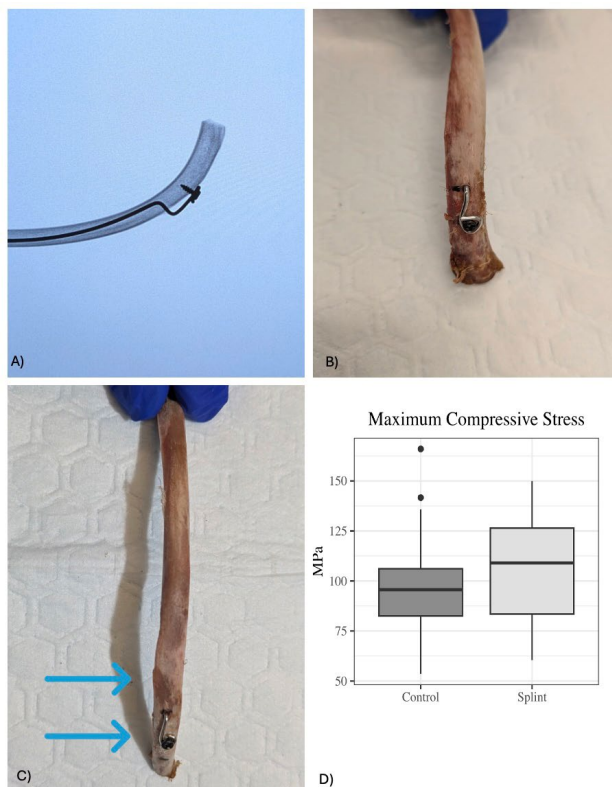 A)
B)
C)
Maximum Compressive Stress
150
125
100
75
50
MPa
Control
Splint
D)